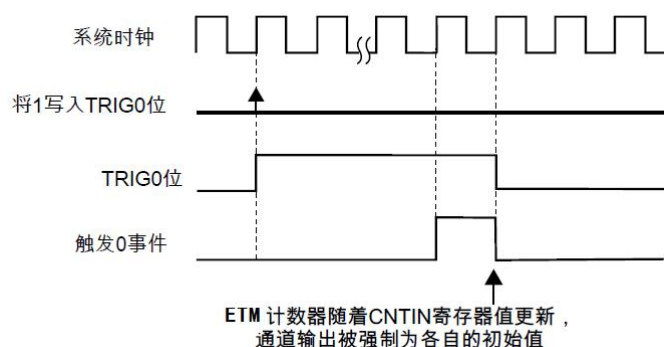 系统时钟
将1写入TRIG0位
TRIG0位
触发0事件
ETM 计数器随着CNTIN寄存器值更新，
通道输出被强制为各自的初始值